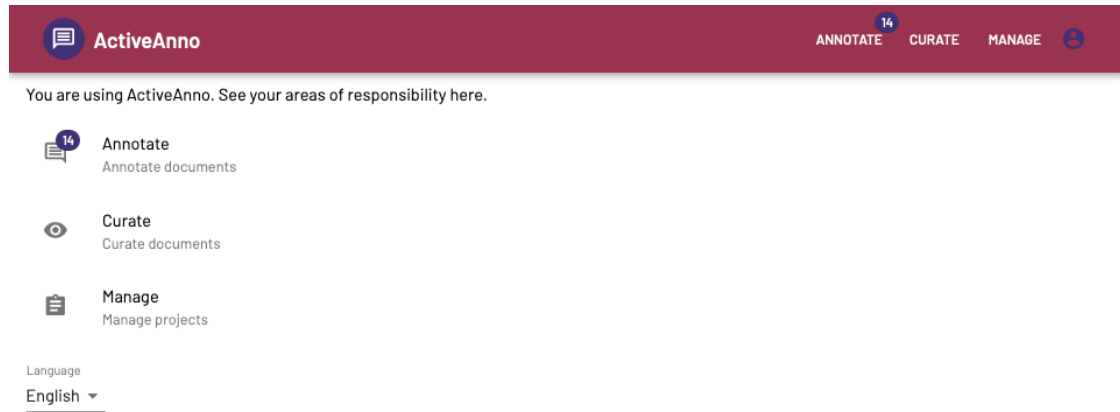 ActiveAnno
14
ANNOTATE CURATE MANAGE
You are using ActiveAnno. See your areas of responsibility here.
14
Annotate
Annotate documents
Curate
Curate documents
Manage
Manage projects
Language
English